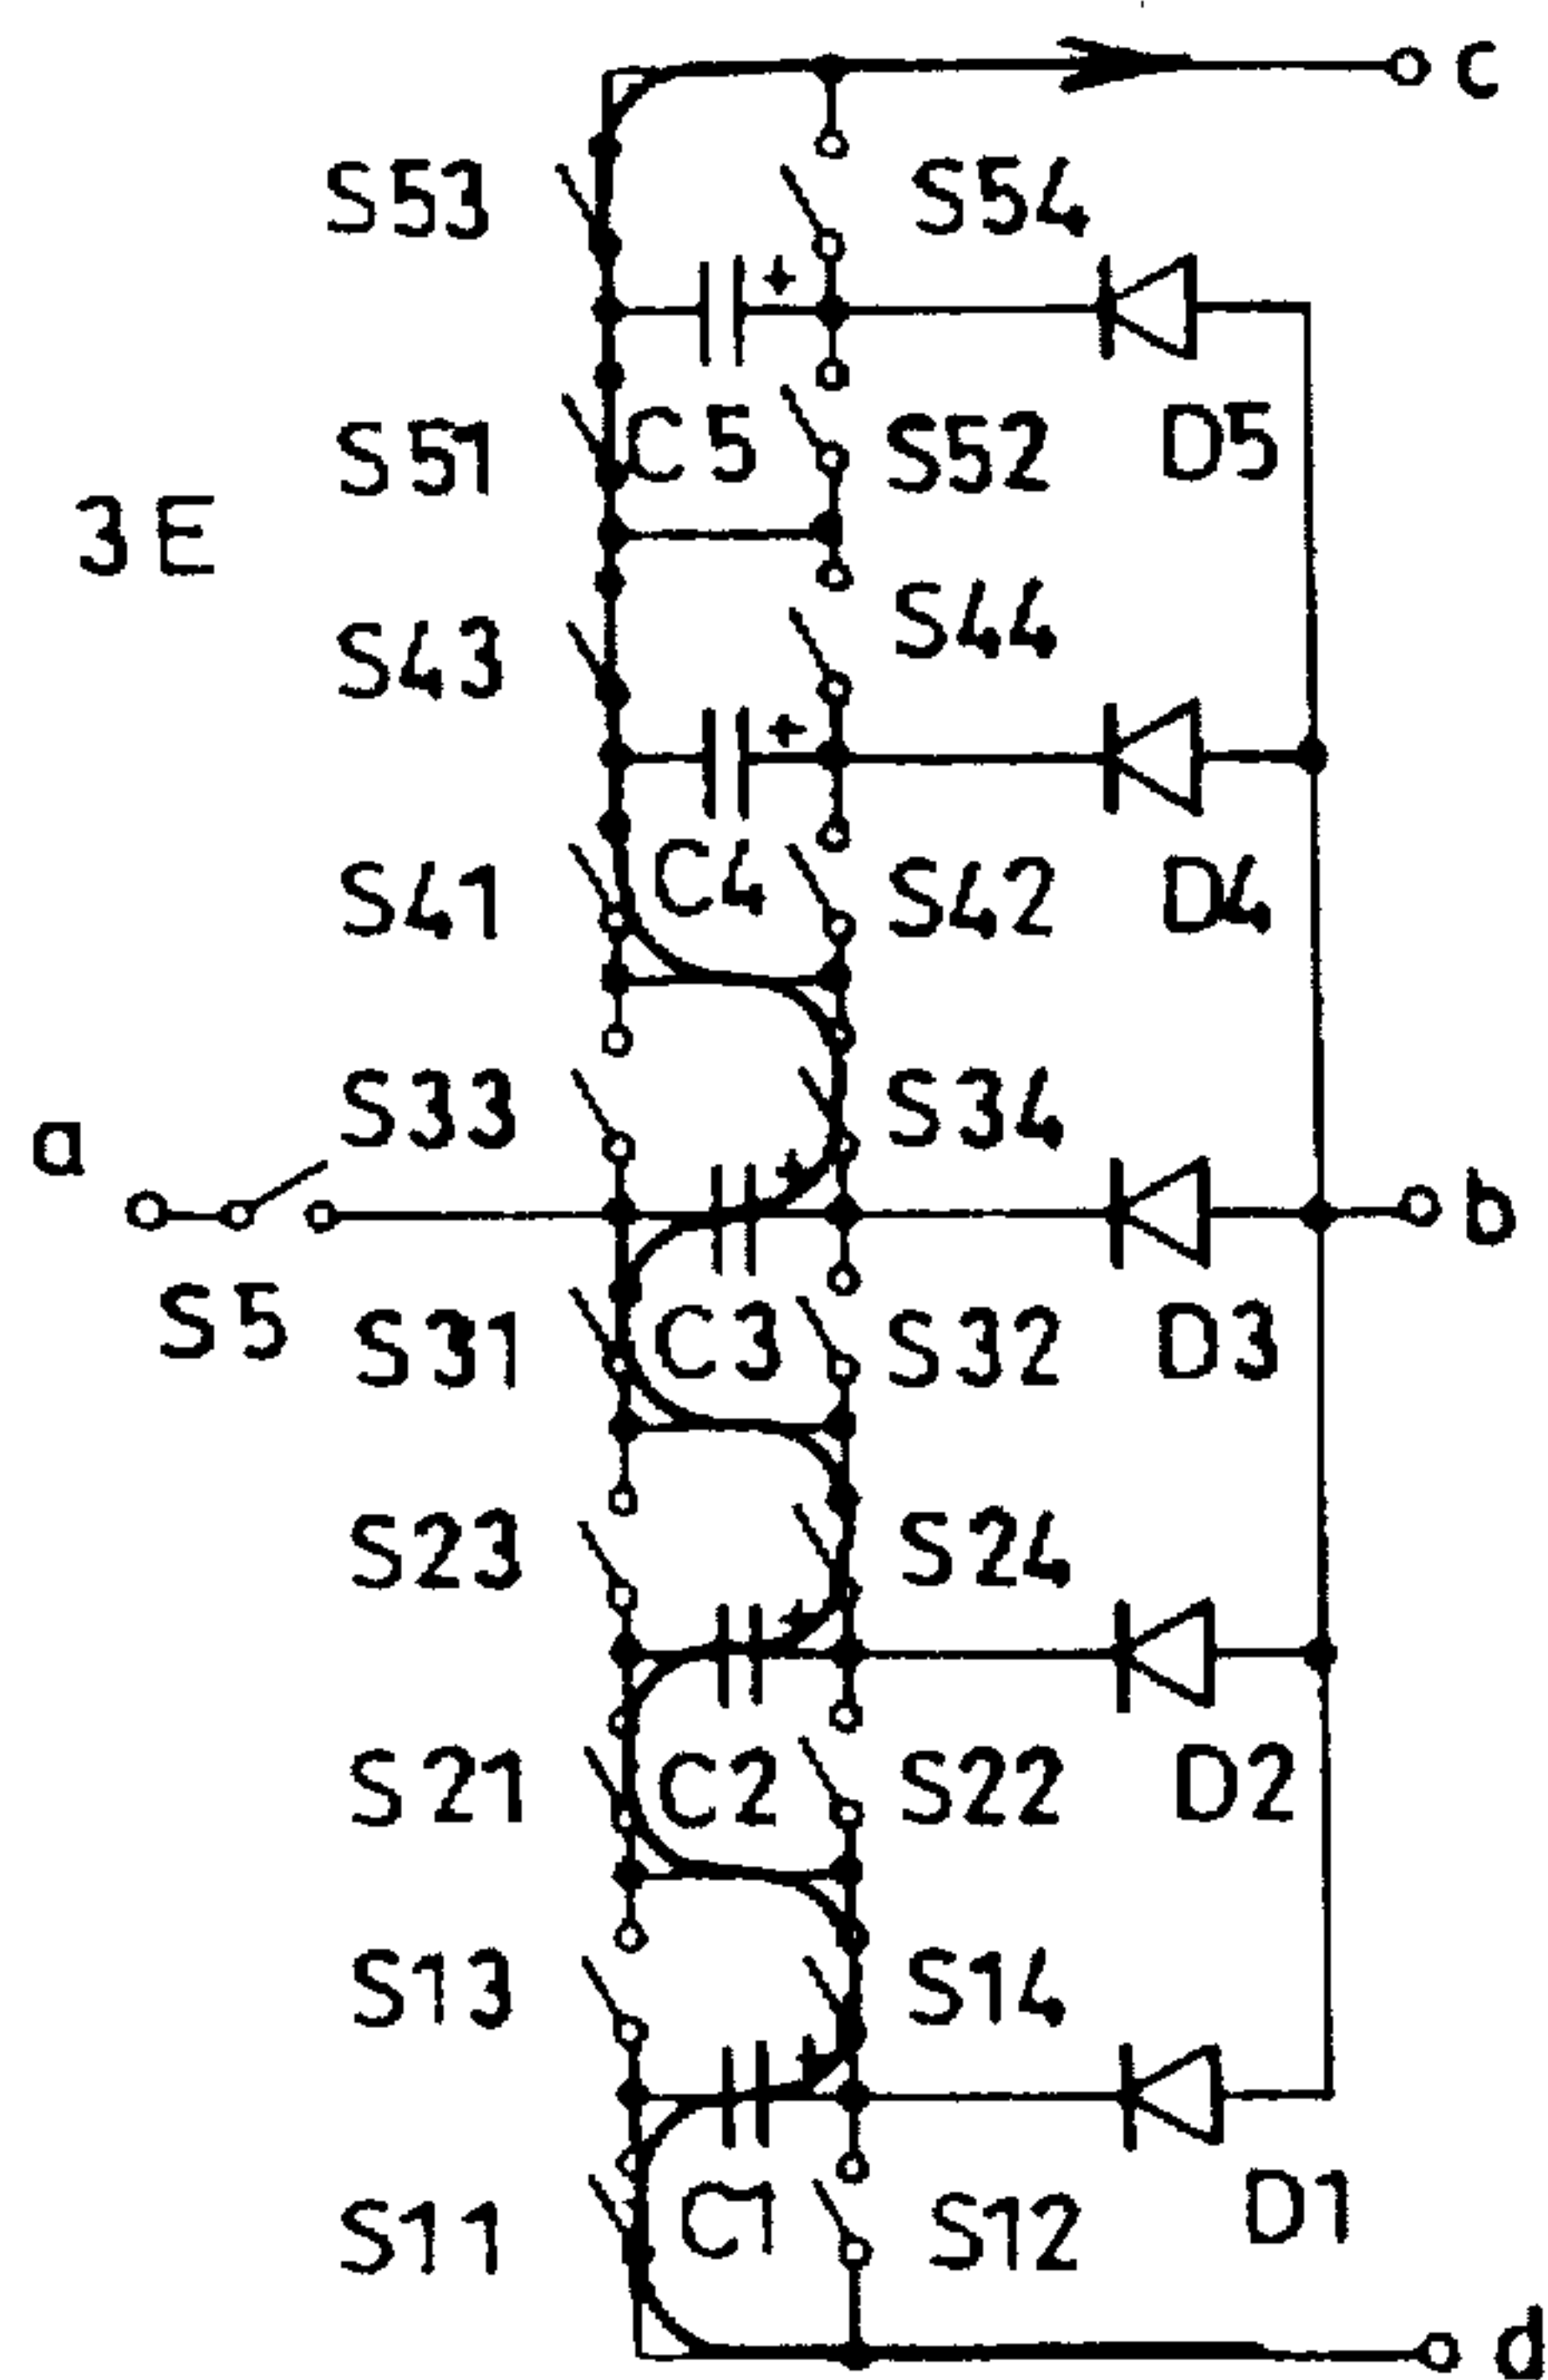 c
S53 S54
+
C5 S52 D5
S51
3E
S44
S43
+
C4 S42 D4
S41
S33 S34
a
+
b
S5 S31 C3 S32 D3
S23 S24
+
S21 C2 S22 D2
S13 S14
+
S11 C1 S12 D1
d